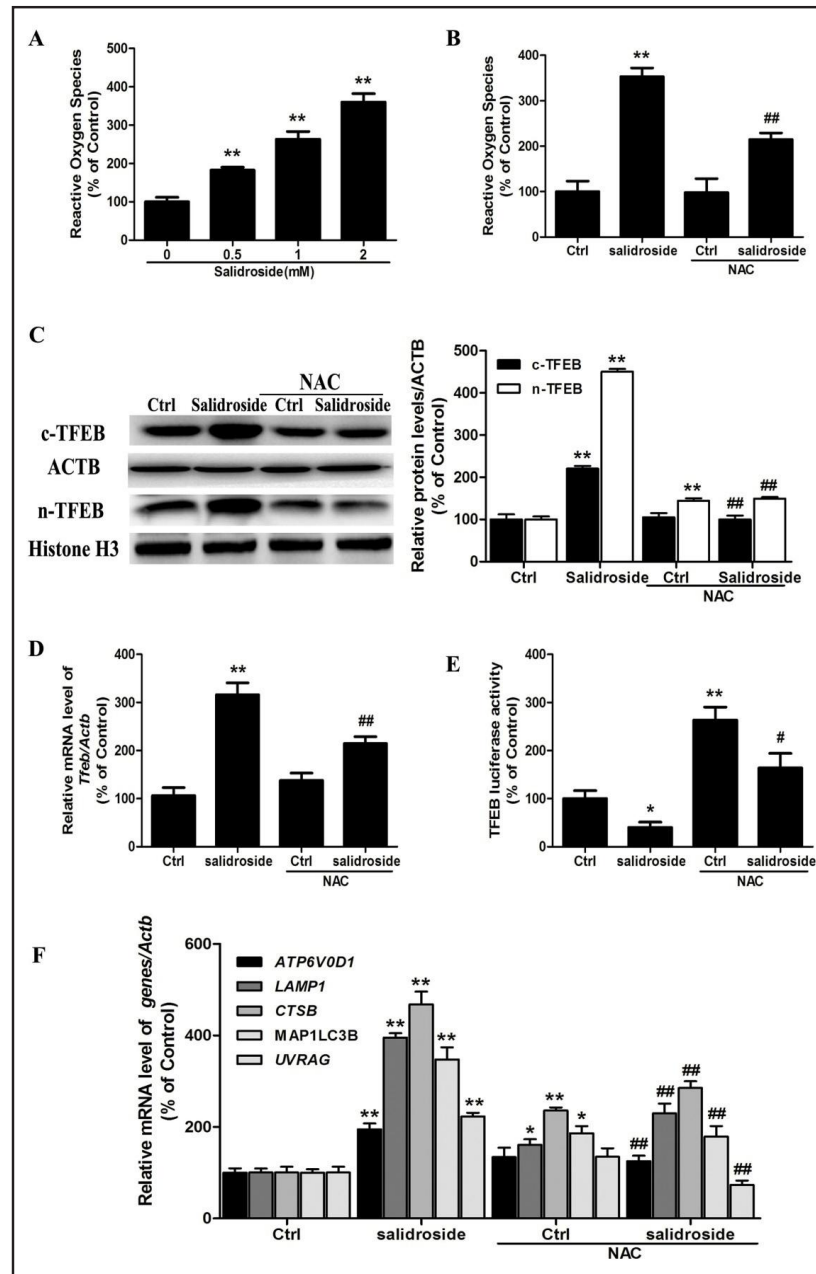 A
Reactive Oxygen Species
(% of Control)
500
400
300
200
100
0
**
**
**
0 0.5 1 2
Salidroside(mM)
B
Reactive Oxygen Species
(% of Control)
400
300
200
100
0
**
##
Ctrl salidroside Ctrl salidroside
NAC
C
NAC
Ctrl Salidroside Ctrl Salidroside
c-TFEB
ACTB
n-TFEB
Histone H3
Relative protein levels/ACTB
(% of Control)
500
400
300
200
100
0
c-TFEB
n-TFEB
**
**
**
## ##
Ctrl Salidroside Ctrl Salidroside
NAC
D
Relative mRNA level of
Tfeb/Actb
(% of Control)
400
300
200
100
0
**
##
Ctrl salidroside Ctrl salidroside
NAC
E
TFEB luciferase activity
(% of Control)
400
300
200
100
0
*
**
#
Ctrl salidroside Ctrl salidroside
NAC
F
Relative mRNA level of genes/Actb
(% of Control)
600
400
200
0
ATP6V0D1
LAMP1
CTSB
MAP1LC3B
UVRAG
** ** ** ** **
* ** *
## ## ## ## ##
Ctrl salidroside Ctrl salidroside
NAC